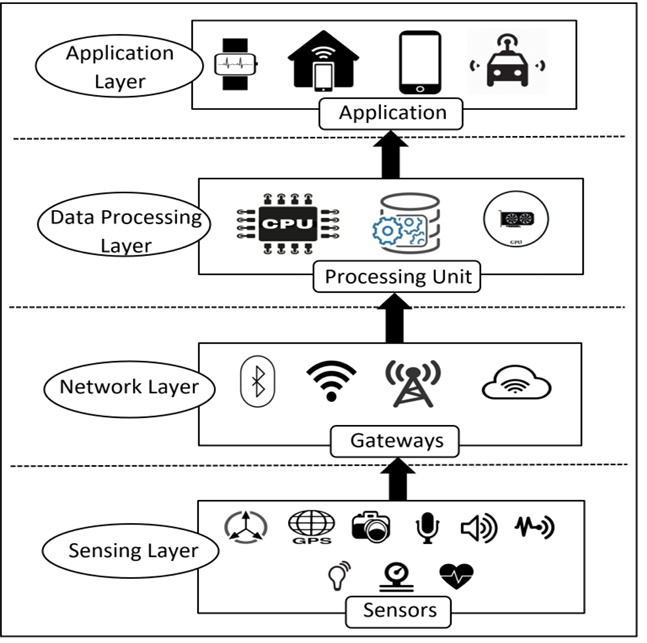 Application
Layer
Application
Data Processing
Layer
CPU
GPU
Processing Unit
Network Layer
Gateways
Sensing Layer
GPS
Sensors